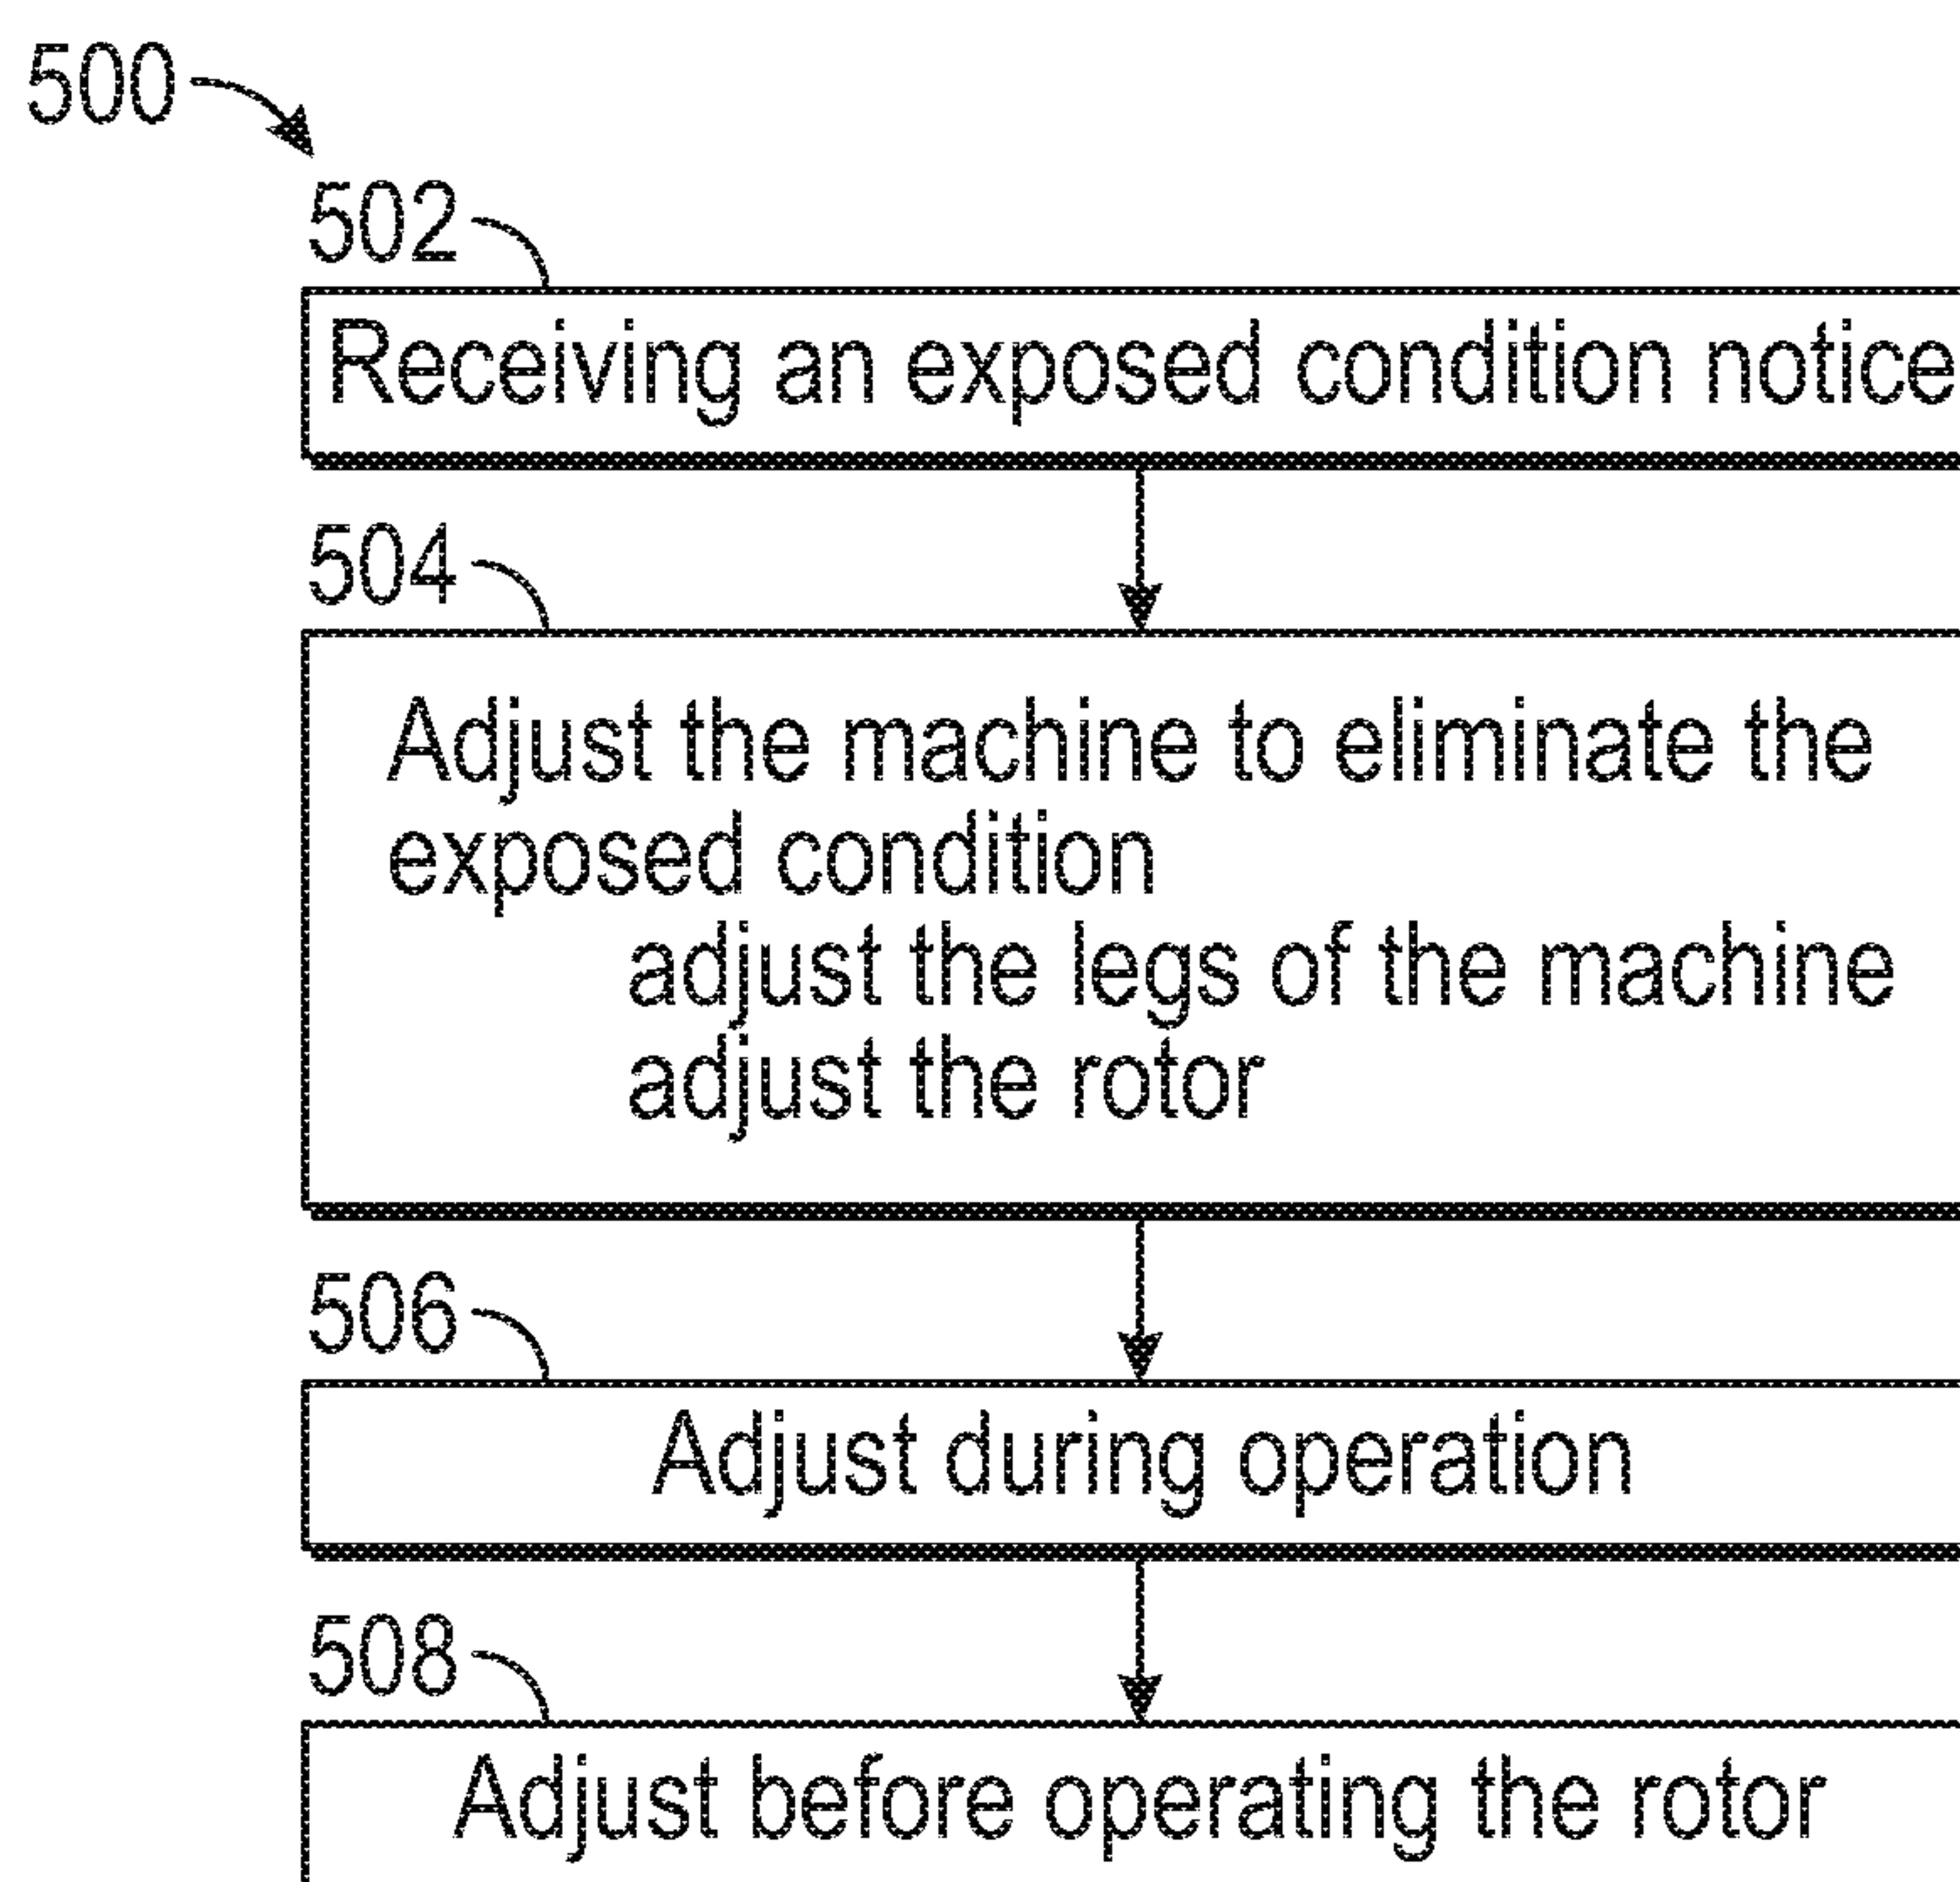 500
502
Receiving an exposed condition notice
504
Adjust the machine to eliminate the
exposed condition
adjust the legs of the machine
adjust the rotor
506
Adjust during operation
508
Adjust before operating the rotor